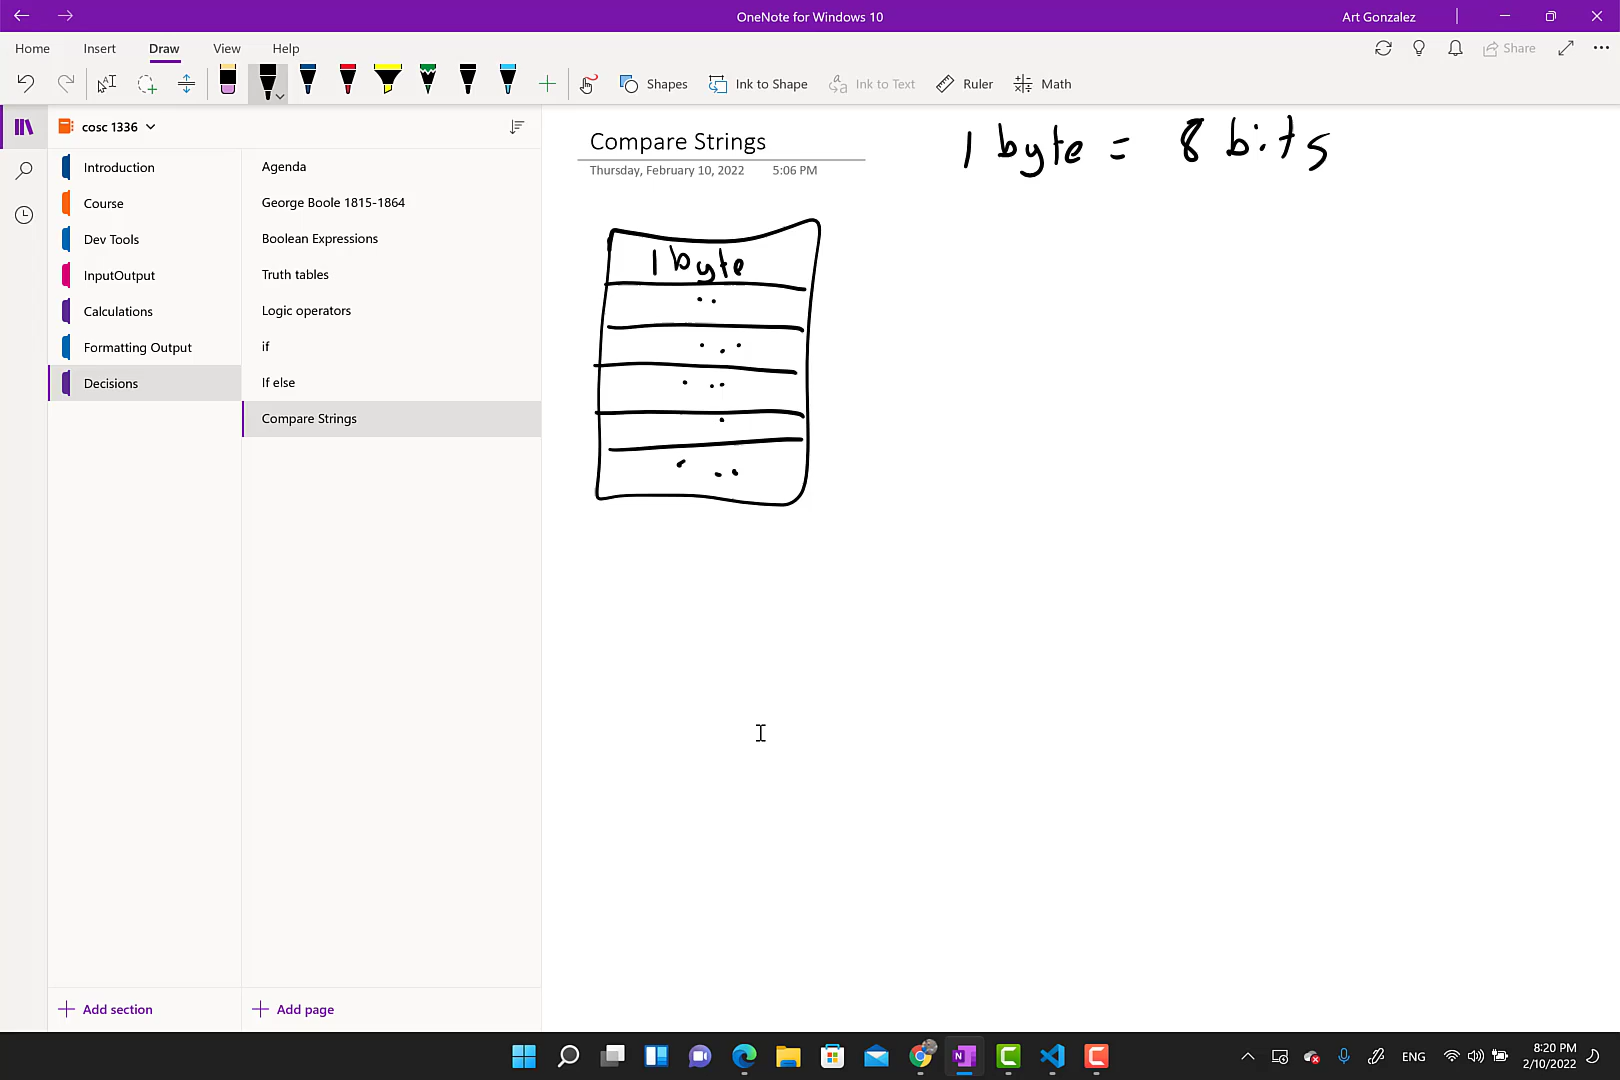 OneNote for Windows 10
Art Gonzalez
Home Insert Draw View Help
Share
Shapes Ink to Shape Ink to Text Ruler Math
cosc 1336
Introduction
Course
Dev Tools
InputOutput
Calculations
Formatting Output
Decisions
Agenda
George Boole 1815-1864
Boolean Expressions
Truth tables
Logic operators
if
If else
Compare Strings
Compare Strings
Thursday, February 10, 2022 5:06 PM
1 byte = 8 bits
1 byte
Add section
Add page
ENG
8:20 PM
2/10/2022